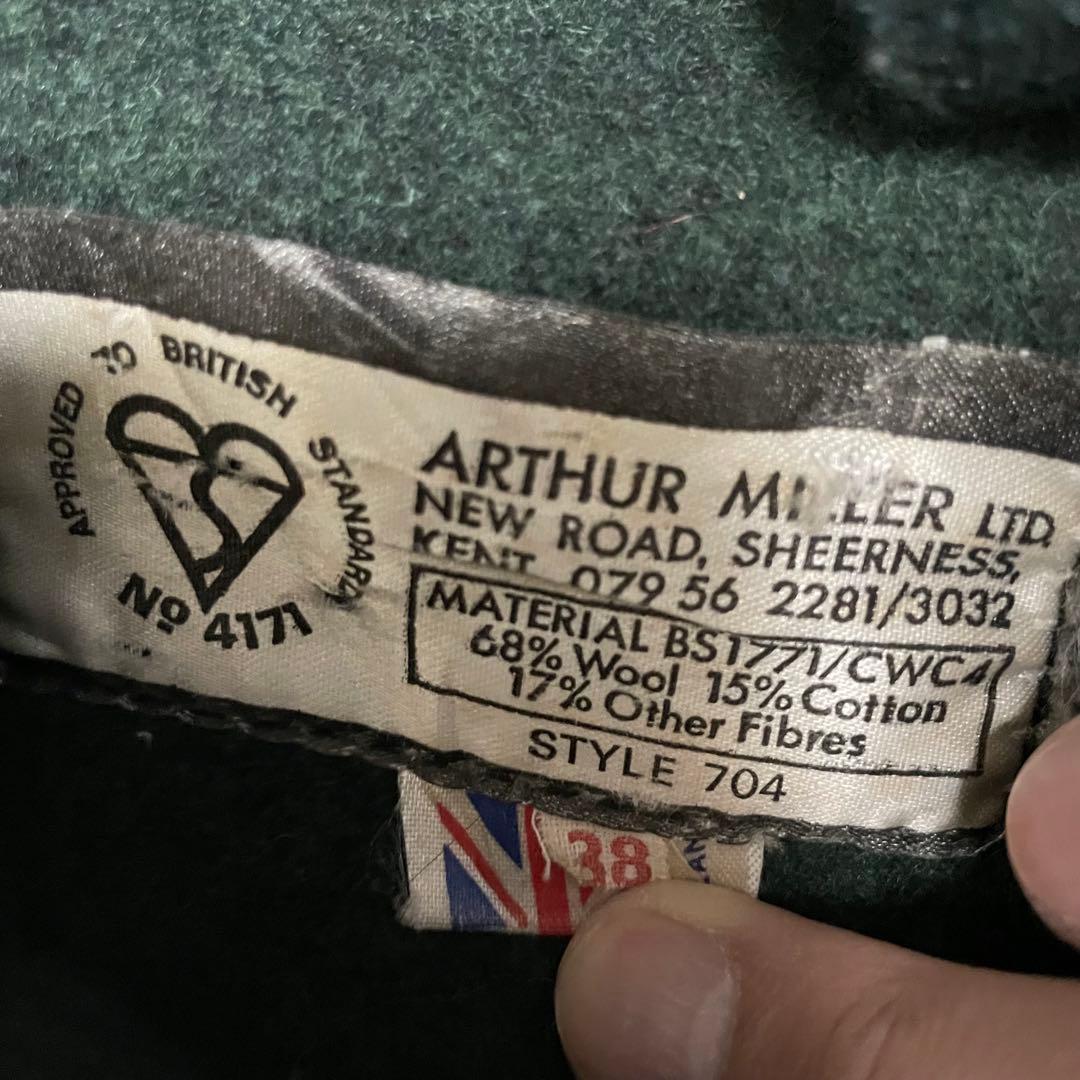 APPROVED TO BRITISH STANDARD
No 4171
ARTHUR MILLER LTD.
NEW ROAD, SHEERNESS,
KENT 079 56 2281/3032
MATERIAL BS1771/CWC4
68% Wool 15% Cotton
17% Other Fibres
STYLE 704
38